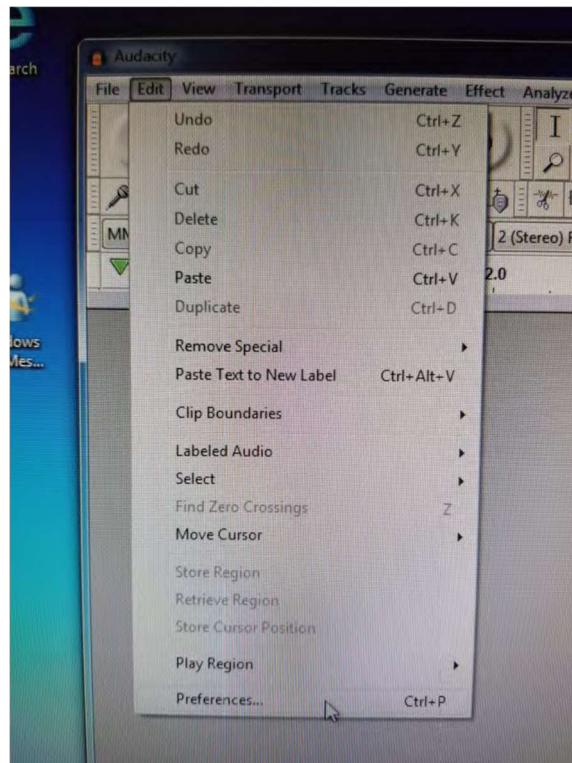 arch
Audacity
File Edit View Transport Tracks Generate Effect Analyze
Undo Ctrl+Z
Redo Ctrl+Y
Cut Ctrl+X
Delete Ctrl+K
Copy Ctrl+C
MM 2 (Stereo) R
Paste Ctrl+V 2.0
Duplicate Ctrl+D
dows
Mes...
Remove Special
Paste Text to New Label Ctrl+Alt+V
Clip Boundaries
Labeled Audio
Select
Find Zero Crossings Z
Move Cursor
Store Region
Retrieve Region
Store Cursor Position
Play Region
Preferences... Ctrl+P